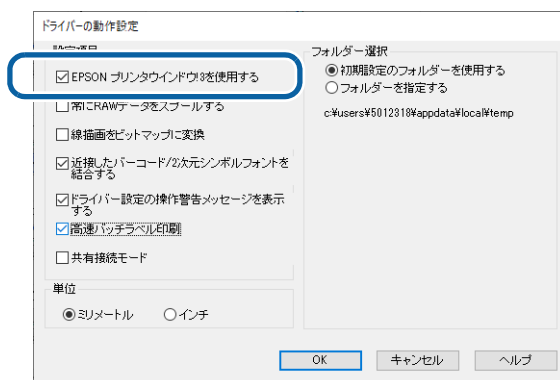 ドライバーの動作設定
設定項目
EPSON プリンタウインドウ!3を使用する
常にRAWデータをスプールする
線描画をビットマップに変換
近接したバーコード/2次元シンボルフォントを
結合する
ドライバー設定の操作警告メッセージを表示
する
高速バッチラベル印刷
共有接続モード
単位
ミリメートル
インチ
フォルダー選択
初期設定のフォルダーを使用する
フォルダーを指定する
c:¥users¥5012318¥appdata¥local¥temp
OK
キャンセル
ヘルプ